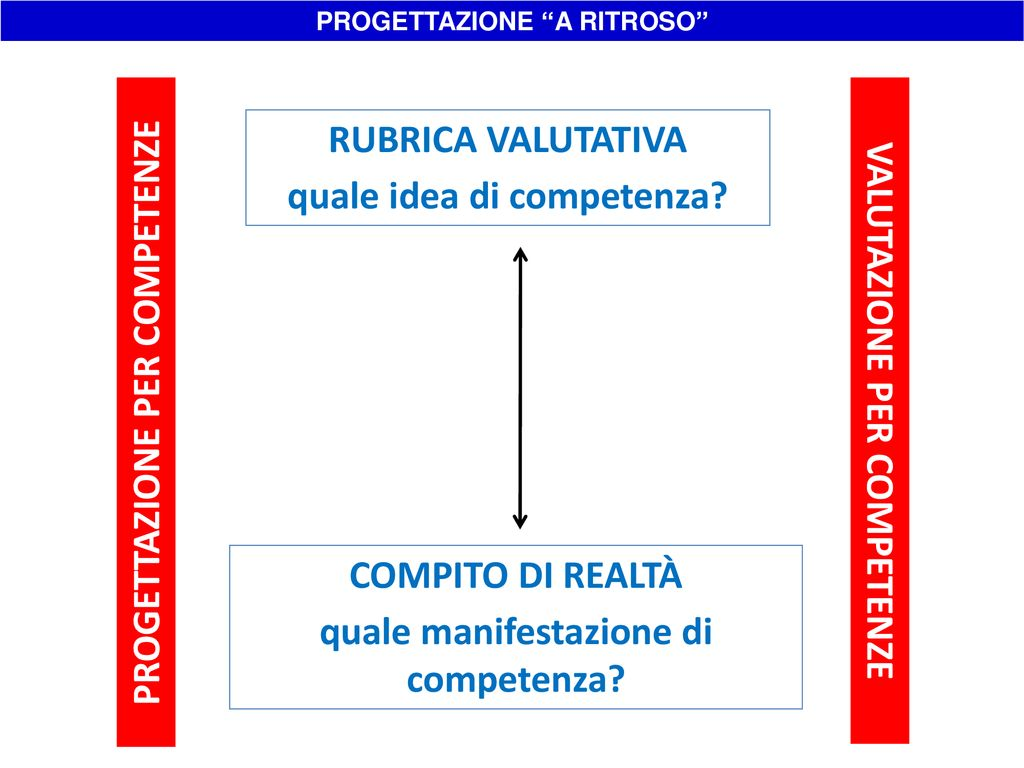 PROGETTAZIONE “A RITROSO”
PROGETTAZIONE PER COMPETENZE
RUBRICA VALUTATIVA
quale idea di competenza?
COMPITO DI REALTÀ
quale manifestazione di
competenza?
VALUTAZIONE PER COMPETENZE